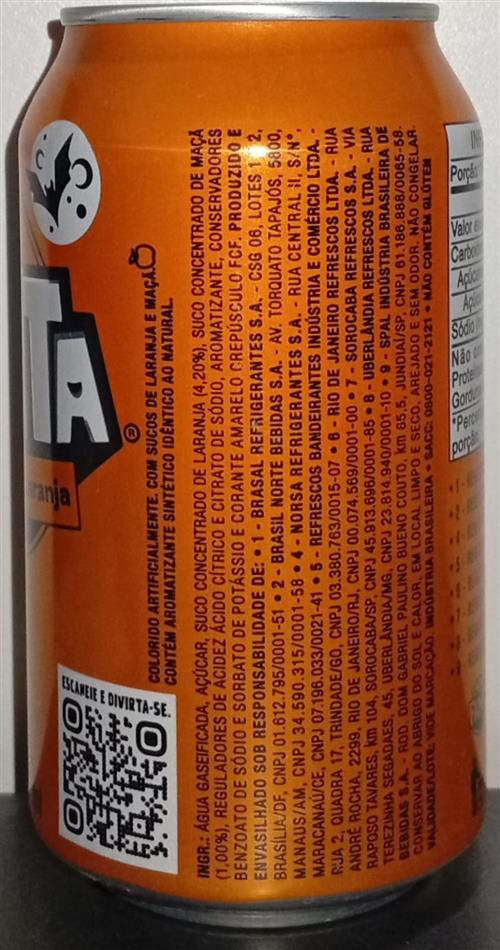 TA
®
aranja
ESCANEIE E DIVIRTA-SE.
COLORIDO ARTIFICIALMENTE. COM SUCOS DE LARANJA E MAÇÃ.
CONTÉM AROMATIZANTE SINTÉTICO IDÊNTICO AO NATURAL.
INGR.: ÁGUA GASEIFICADA, AÇÚCAR, SUCO CONCENTRADO DE LARANJA (4,20%), SUCO CONCENTRADO DE MAÇÃ
(1,00%), REGULADORES DE ACIDEZ ÁCIDO CÍTRICO E CITRATO DE SÓDIO, AROMATIZANTE, CONSERVADORES
BENZOATO DE SÓDIO E SORBATO DE POTÁSSIO E CORANTE AMARELO CREPÚSCULO FCF. PRODUZIDO E
ENVASILHADO SOB RESPONSABILIDADE DE: • 1 - BRASAL REFRIGERANTES S.A. - CSG 06, LOTES 1 2,
BRASÍLIA/DF, CNPJ 01.612.795/0001-51 • 2 - BRASIL NORTE BEBIDAS S.A. - AV. TORQUATO TAPAJÓS, 5800,
MANAUS/AM, CNPJ 34.590.315/0001-58 • 4 - NORSA REFRIGERANTES S.A. - RUA CENTRAL II, S/Nº,
MARACANAÚ/CE, CNPJ 07.196.033/0021-41 • 5 - REFRESCOS BANDEIRANTES INDÚSTRIA E COMÉRCIO LTDA. -
RUA 2, QUADRA 17, TRINDADE/GO, CNPJ 03.380.763/0015-07 • 6 - RIO DE JANEIRO REFRESCOS LTDA. - RUA
ANDRÉ ROCHA, 2299, RIO DE JANEIRO/RJ, CNPJ 00.074.569/0001-00 • 7 - SOROCABA REFRESCOS S.A. - VIA
RAPOSO TAVARES, km 104, SOROCABA/SP, CNPJ 45.913.696/0001-85 • 8 - UBERLÂNDIA REFRESCOS LTDA. - RUA
TEREZINHA SEGADAES, 45, UBERLÂNDIA/MG, CNPJ 23.814.940/0001-10 • 9 - SPAL INDÚSTRIA BRASILEIRA DE
BEBIDAS S.A. - ROD. DOM GABRIEL PAULINO BUENO COUTO, km 65,5, JUNDIAÍ/SP, CNPJ 61.186.888/0065-58.
CONSERVAR AO ABRIGO DO SOL E CALOR, EM LOCAL LIMPO E SECO, AREJADO E SEM ODOR. NÃO CONGELAR.
VALIDADE/LOTE: VIDE MARCAÇÃO. INDÚSTRIA BRASILEIRA • SACC: 0800-021-2121 • NÃO CONTÉM GLÚTEN
Porção
Valor
Sódio
Não